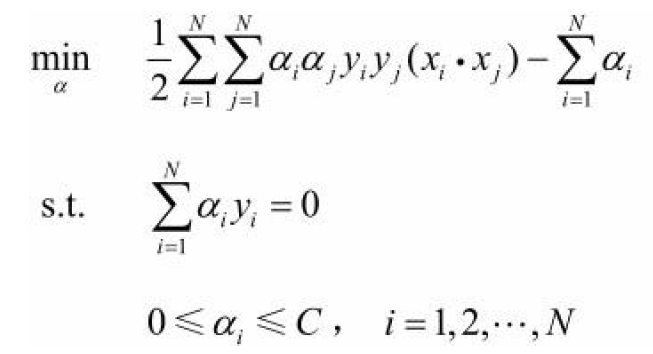 min α 1/2 ∑_{i=1}^{N} ∑_{j=1}^{N} α_i α_j y_i y_j (x_i · x_j) − ∑_{i=1}^{N} α_i
s.t. ∑_{i=1}^{N} α_i y_i = 0
0 ⩽ α_i ⩽ C， i = 1, 2, ⋯, N